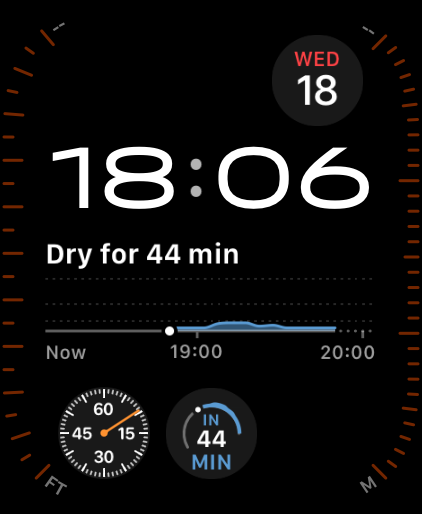 --
--
WED
18
18:06
Dry for 44 min
Now 19:00 20:00
60
45 15
30
IN
44
MIN
FT
M